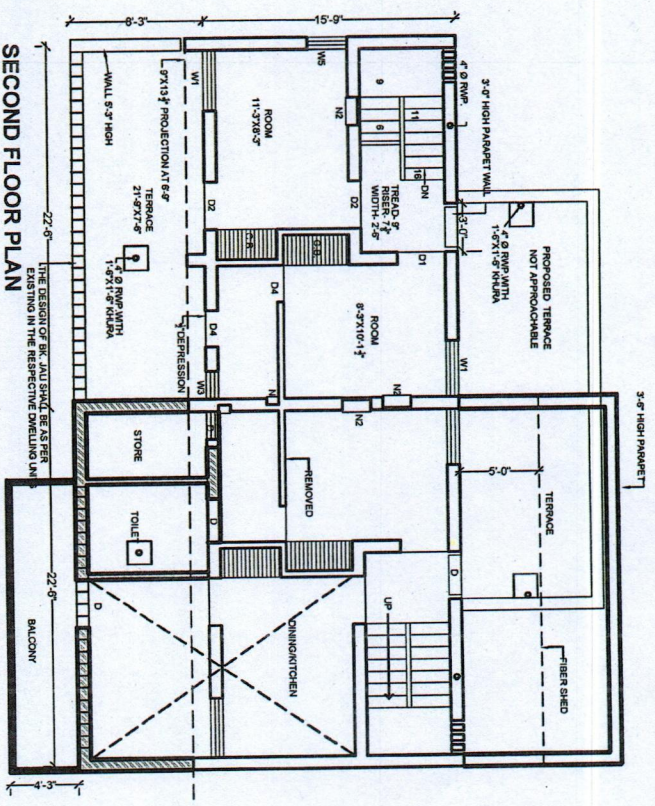 SECOND FLOOR PLAN
22'-6"
THE DESIGN OF BK. JALI SHALL BE AS PER
EXISTING IN THE RESPECTIVE DWELLING UNIT
22'-6"
BALCONY
4'-3"
6'-3"
15'-9"
WALL 5'-3" HIGH
9"X13½" PROJECTION AT 6'-9"
TERRACE
21'-9"X7'-6"
4" Ø RWP WITH
1'-6"X1'-6" KHURA
½" DEPRESSION
W1
D2
D4
W3
STORE
TOILET
D
D
D
ROOM
11'-3"X8'-3"
W5
N2
D2
C.B.
C.B.
D4
N
ROOM
8'-3"X10'-1½"
N2
N2
REMOVED
DINING/KITCHEN
9
6
11
16
DN
TREAD- 9"
RISER- 7⅞"
WIDTH- 2'-6"
D1
W1
D
UP
4" Ø RWP.
3'-0" HIGH PARAPET WALL
3'-0"
4" Ø RWP WITH
1'-6"X1'-6" KHURA
PROPOSED TERRACE
NOT APPROACHABLE
3'-6" HIGH PARAPET
5'-0"
TERRACE
FIBER SHED